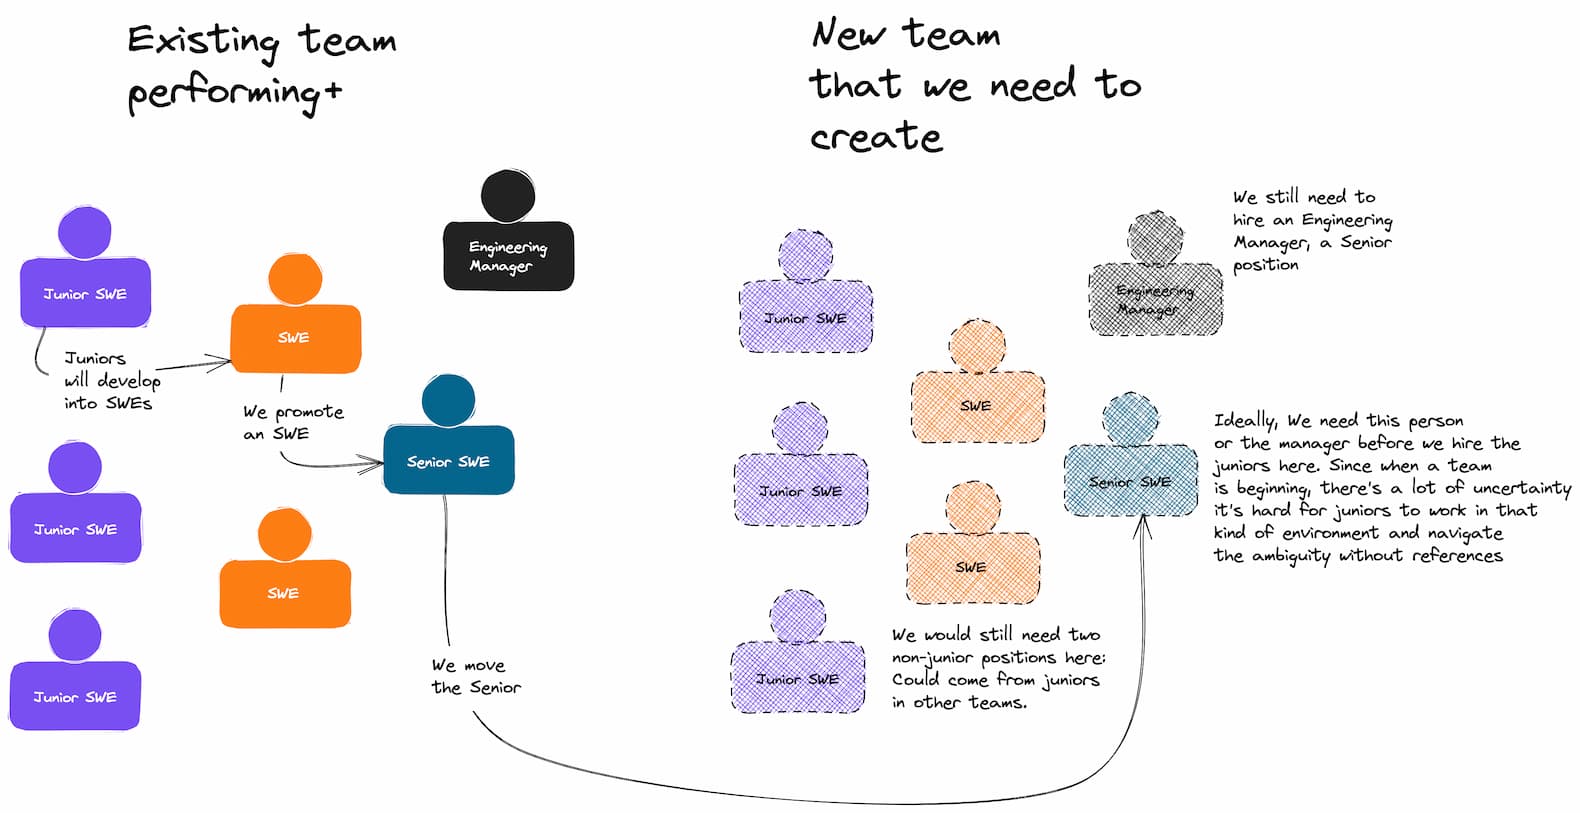 Existing team
performing+
New team
that we need to
create
Engineering
Manager
Junior SWE
SWE
Juniors
will develop
into SWEs
We promote
an SWE
Senior SWE
Junior SWE
SWE
Junior SWE
We move
the Senior
We still need to
hire an Engineering
Manager, a Senior
position
Engineering
Manager
Junior SWE
SWE
Junior SWE
Senior SWE
Ideally, We need this person
or the manager before we hire the
juniors here. Since when a team
is beginning, there's a lot of uncertainty
it's hard for juniors to work in that
kind of environment and navigate
the ambiguity without references
SWE
Junior SWE
We would still need two
non-junior positions here:
Could come from juniors
in other teams.